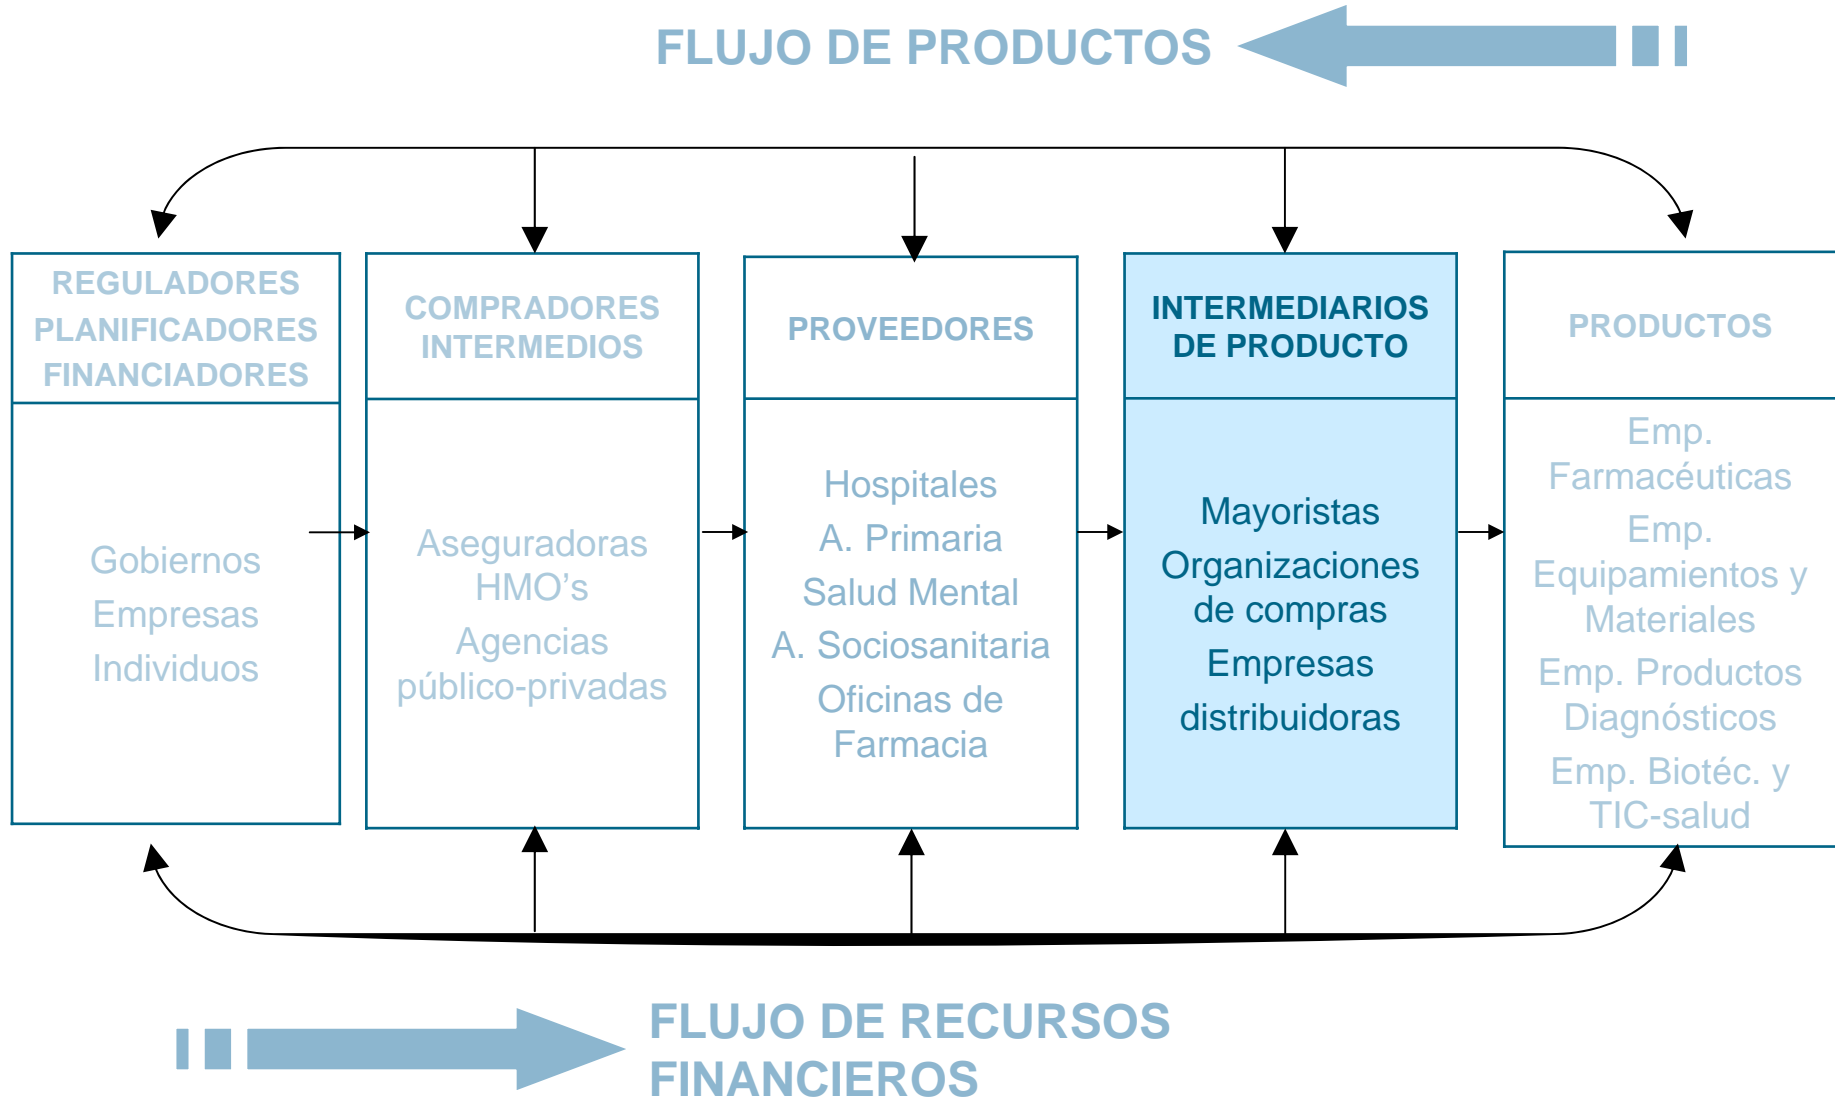 FLUJO DE PRODUCTOS
REGULADORES
PLANIFICADORES
FINANCIADORES
Gobiernos
Empresas
Individuos
COMPRADORES
INTERMEDIOS
Aseguradoras
HMO’s
Agencias
público-privadas
PROVEEDORES
Hospitales
A. Primaria
Salud Mental
A. Sociosanitaria
Oficinas de
Farmacia
INTERMEDIARIOS
DE PRODUCTO
Mayoristas
Organizaciones
de compras
Empresas
distribuidoras
PRODUCTOS
Emp.
Farmacéuticas
Emp.
Equipamientos y
Materiales
Emp. Productos
Diagnósticos
Emp. Biotéc. y
TIC-salud
FLUJO DE RECURSOS
FINANCIEROS